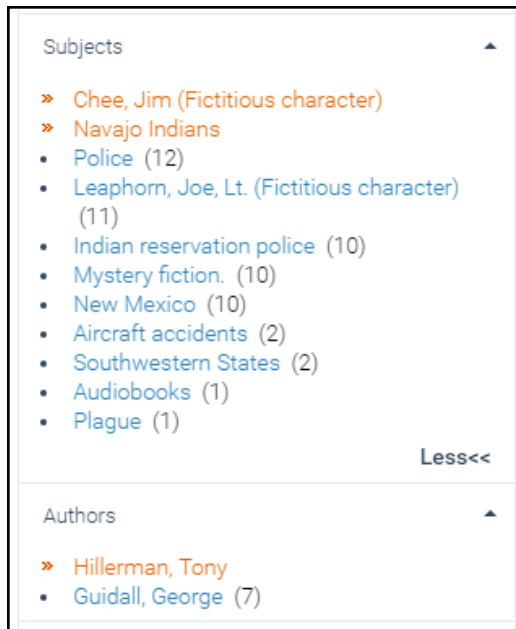 Subjects
» Chee, Jim (Fictitious character)
» Navajo Indians
• Police (12)
• Leaphorn, Joe, Lt. (Fictitious character)
(11)
• Indian reservation police (10)
• Mystery fiction. (10)
• New Mexico (10)
• Aircraft accidents (2)
• Southwestern States (2)
• Audiobooks (1)
• Plague (1)
Less<<
Authors
» Hillerman, Tony
• Guidall, George (7)